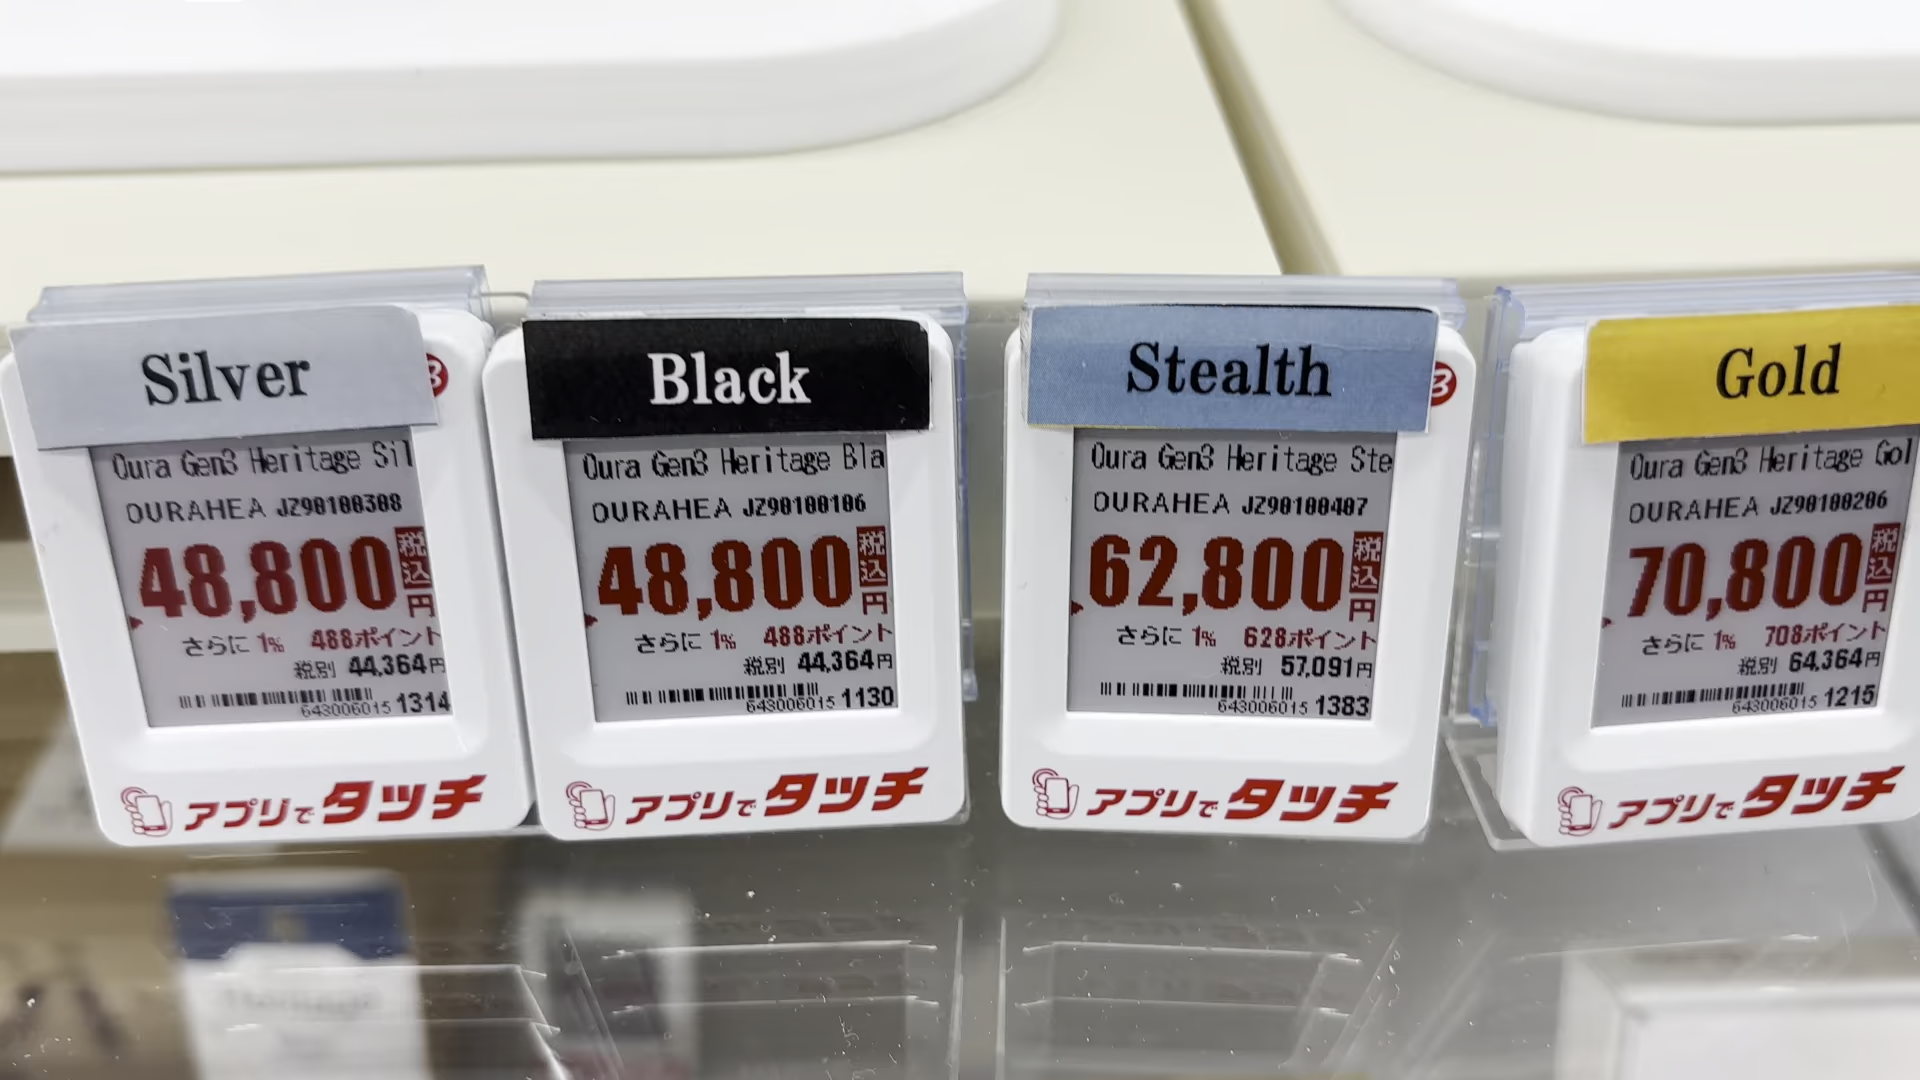 Silver
Oura Gen3 Heritage Sil
OURAHEA JZ90100308
48,800 税込円
さらに 1% 488ポイント
税別 44,364円
643006015 1314
アプリでタッチ
Black
Oura Gen3 Heritage Bla
OURAHEA JZ90100106
48,800 税込円
さらに 1% 488ポイント
税別 44,364円
643006015 1130
アプリでタッチ
Stealth
Oura Gen3 Heritage Ste
OURAHEA JZ90100407
62,800 税込円
さらに 1% 628ポイント
税別 57,091円
643006015 1383
アプリでタッチ
Gold
Oura Gen3 Heritage Gol
OURAHEA JZ90100206
70,800 税込円
さらに 1% 708ポイント
税別 64,364円
643006015 1215
アプリでタッチ